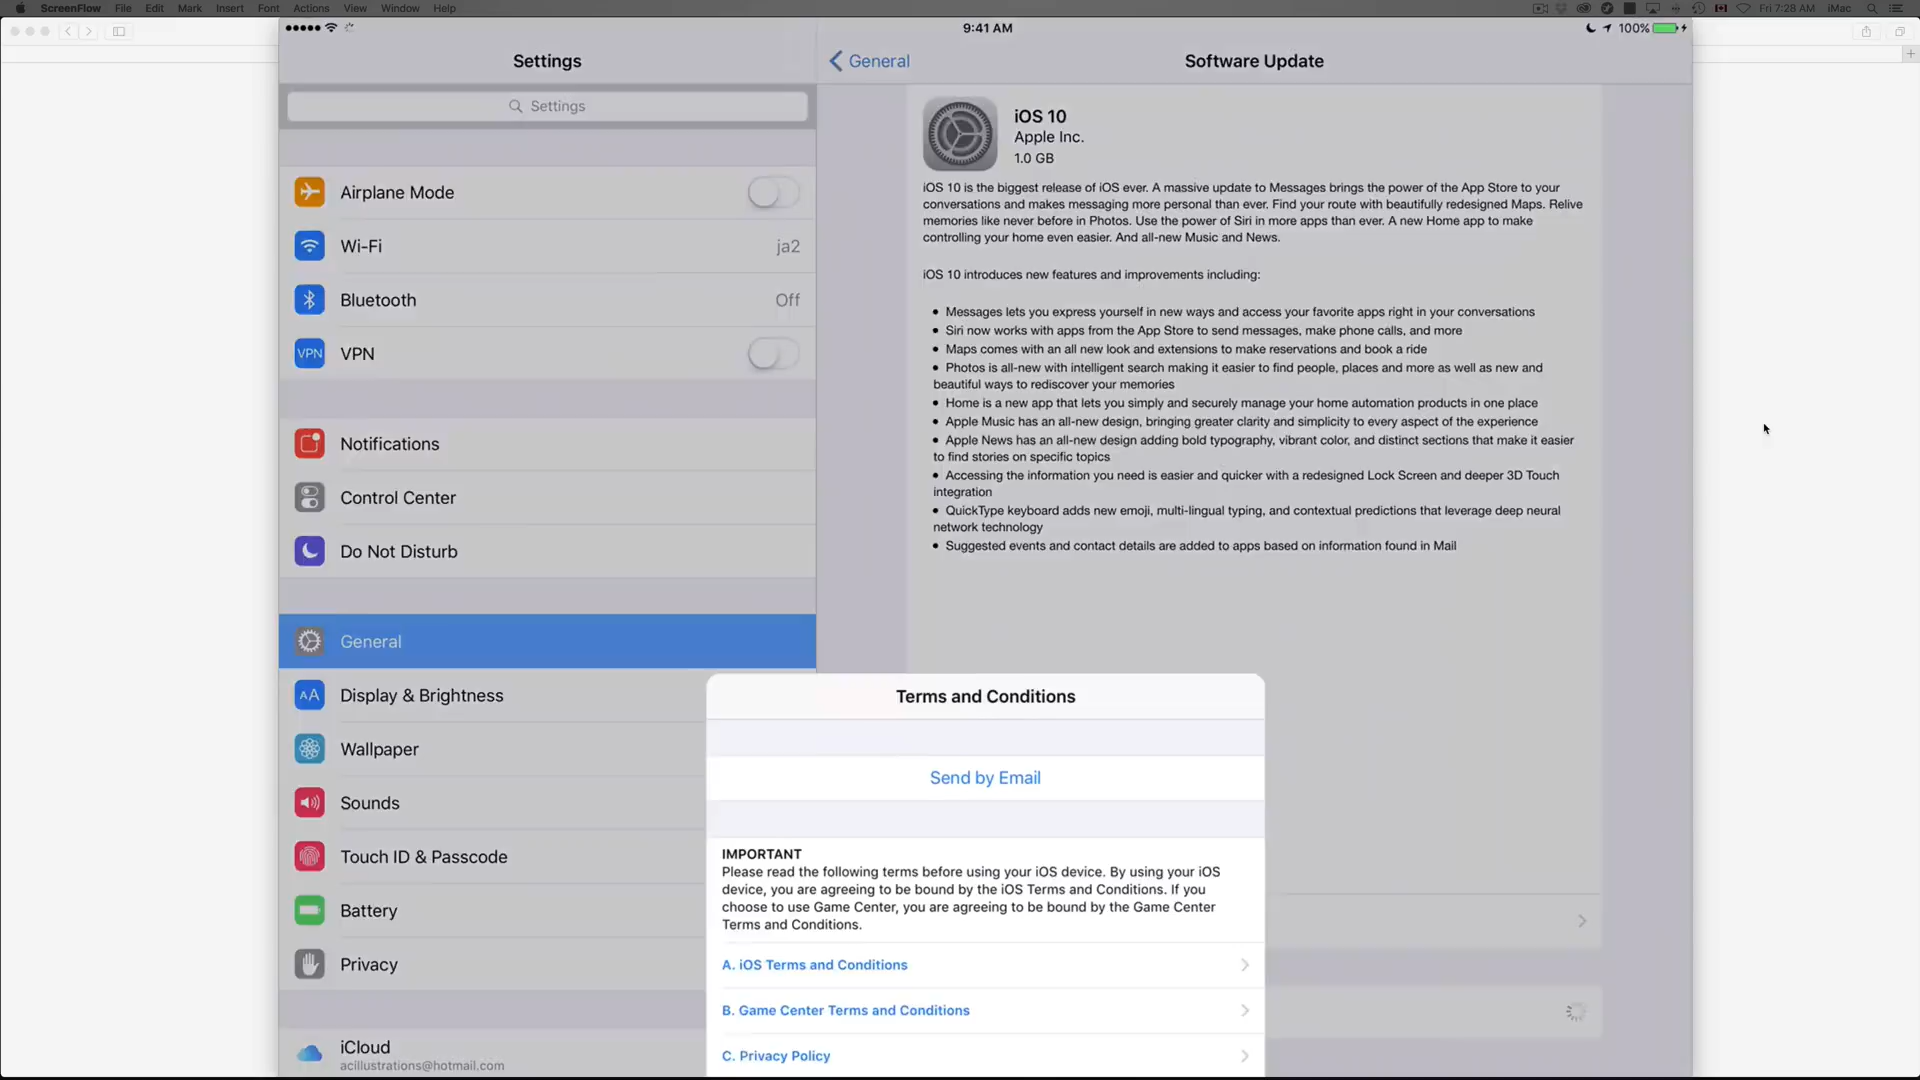 ScreenFlow File Edit Mark Insert Font Actions View Window Help
Fri 7:28 AM iMac
9:41 AM
100%
Settings
General
Software Update
Settings
Airplane Mode
Wi-Fi
ja2
Bluetooth
Off
VPN
VPN
Notifications
Control Center
Do Not Disturb
General
AA
Display & Brightness
Wallpaper
Sounds
Touch ID & Passcode
Battery
Privacy
iCloud
acillustrations@hotmail.com
iOS 10
Apple Inc.
1.0 GB
iOS 10 is the biggest release of iOS ever. A massive update to Messages brings the power of the App Store to your
conversations and makes messaging more personal than ever. Find your route with beautifully redesigned Maps. Relive
memories like never before in Photos. Use the power of Siri in more apps than ever. A new Home app to make
controlling your home even easier. And all-new Music and News.
iOS 10 introduces new features and improvements including:
• Messages lets you express yourself in new ways and access your favorite apps right in your conversations
• Siri now works with apps from the App Store to send messages, make phone calls, and more
• Maps comes with an all new look and extensions to make reservations and book a ride
• Photos is all-new with intelligent search making it easier to find people, places and more as well as new and
beautiful ways to rediscover your memories
• Home is a new app that lets you simply and securely manage your home automation products in one place
• Apple Music has an all-new design, bringing greater clarity and simplicity to every aspect of the experience
• Apple News has an all-new design adding bold typography, vibrant color, and distinct sections that make it easier
to find stories on specific topics
• Accessing the information you need is easier and quicker with a redesigned Lock Screen and deeper 3D Touch
integration
• QuickType keyboard adds new emoji, multi-lingual typing, and contextual predictions that leverage deep neural
network technology
• Suggested events and contact details are added to apps based on information found in Mail
Terms and Conditions
Send by Email
IMPORTANT
Please read the following terms before using your iOS device. By using your iOS
device, you are agreeing to be bound by the iOS Terms and Conditions. If you
choose to use Game Center, you are agreeing to be bound by the Game Center
Terms and Conditions.
A. iOS Terms and Conditions
B. Game Center Terms and Conditions
C. Privacy Policy